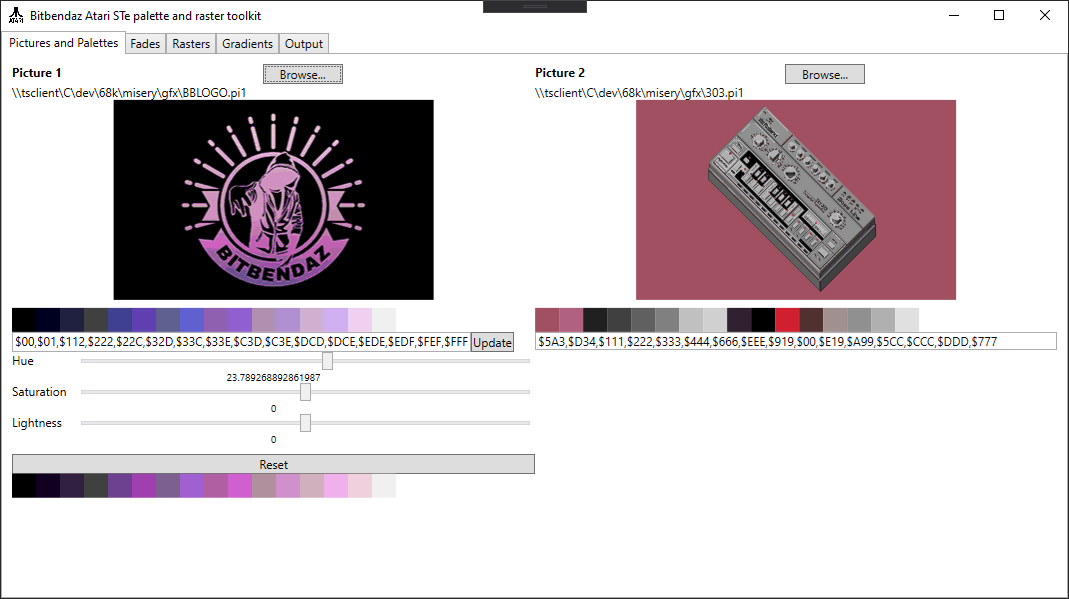 Bitbendaz Atari STe palette and raster toolkit
Pictures and Palettes Fades Rasters Gradients Output
Picture 1 Browse...
\\tsclient\C\dev\68k\misery\gfx\BBLOGO.pi1
BITBENDAZ
$00,$01,$112,$222,$22C,$32D,$33C,$33E,$C3D,$C3E,$DCD,$DCE,$EDE,$EDF,$FEF,$FFF Update
Hue
23.789268892861987
Saturation
0
Lightness
0
Reset
Picture 2 Browse...
\\tsclient\C\dev\68k\misery\gfx\303.pi1
$5A3,$D34,$111,$222,$333,$444,$666,$EEE,$919,$00,$E19,$A99,$5CC,$CCC,$DDD,$777